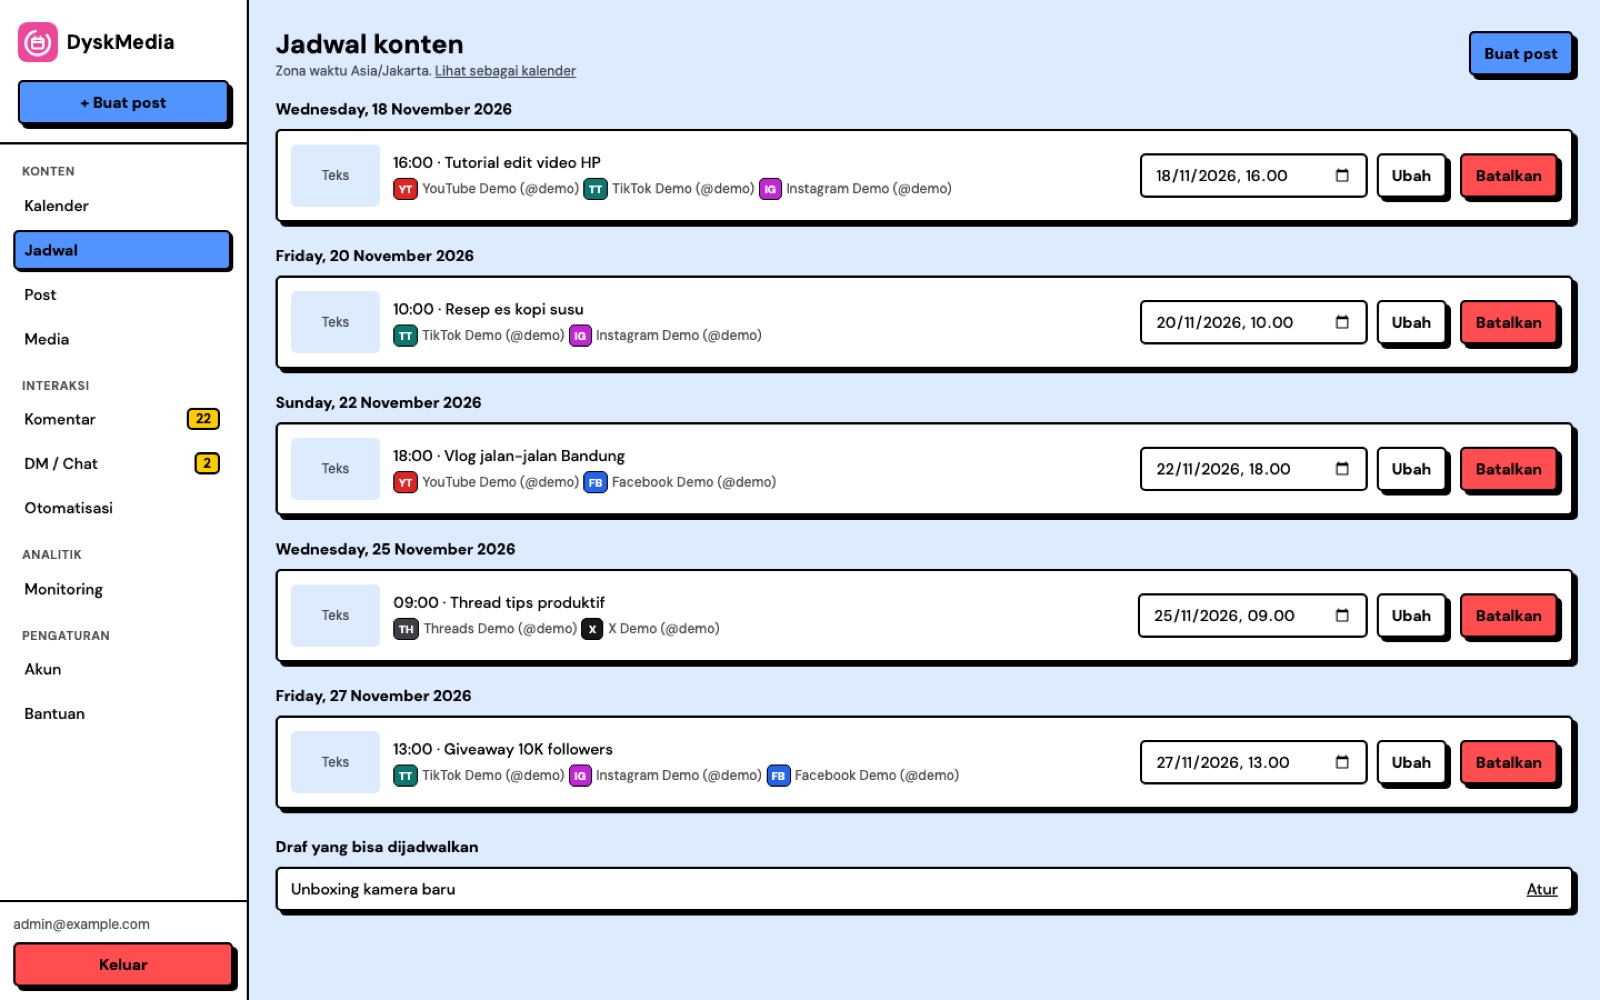 DyskMedia
+ Buat post
KONTEN
Kalender
Jadwal
Post
Media
INTERAKSI
Komentar 22
DM / Chat 2
Otomatisasi
ANALITIK
Monitoring
PENGATURAN
Akun
Bantuan
admin@example.com
Keluar
Jadwal konten
Buat post
Zona waktu Asia/Jakarta. Lihat sebagai kalender
Wednesday, 18 November 2026
Teks
16:00 · Tutorial edit video HP
YT YouTube Demo (@demo) TT TikTok Demo (@demo) IG Instagram Demo (@demo)
18/11/2026, 16.00 Ubah Batalkan
Friday, 20 November 2026
Teks
10:00 · Resep es kopi susu
TT TikTok Demo (@demo) IG Instagram Demo (@demo)
20/11/2026, 10.00 Ubah Batalkan
Sunday, 22 November 2026
Teks
18:00 · Vlog jalan-jalan Bandung
YT YouTube Demo (@demo) FB Facebook Demo (@demo)
22/11/2026, 18.00 Ubah Batalkan
Wednesday, 25 November 2026
Teks
09:00 · Thread tips produktif
TH Threads Demo (@demo) X X Demo (@demo)
25/11/2026, 09.00 Ubah Batalkan
Friday, 27 November 2026
Teks
13:00 · Giveaway 10K followers
TT TikTok Demo (@demo) IG Instagram Demo (@demo) FB Facebook Demo (@demo)
27/11/2026, 13.00 Ubah Batalkan
Draf yang bisa dijadwalkan
Unboxing kamera baru Atur